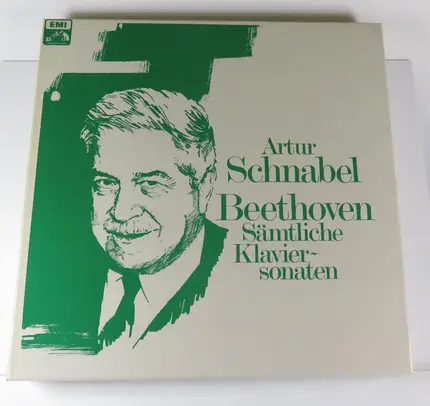 EMI
Artur
Schnabel
Beethoven
Sämtliche
Klavier-
sonaten